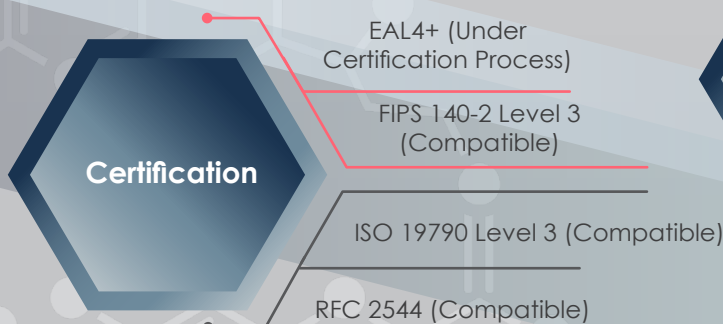 Certification
EAL4+ (Under
Certification Process)
FIPS 140-2 Level 3
(Compatible)
ISO 19790 Level 3 (Compatible)
RFC 2544 (Compatible)